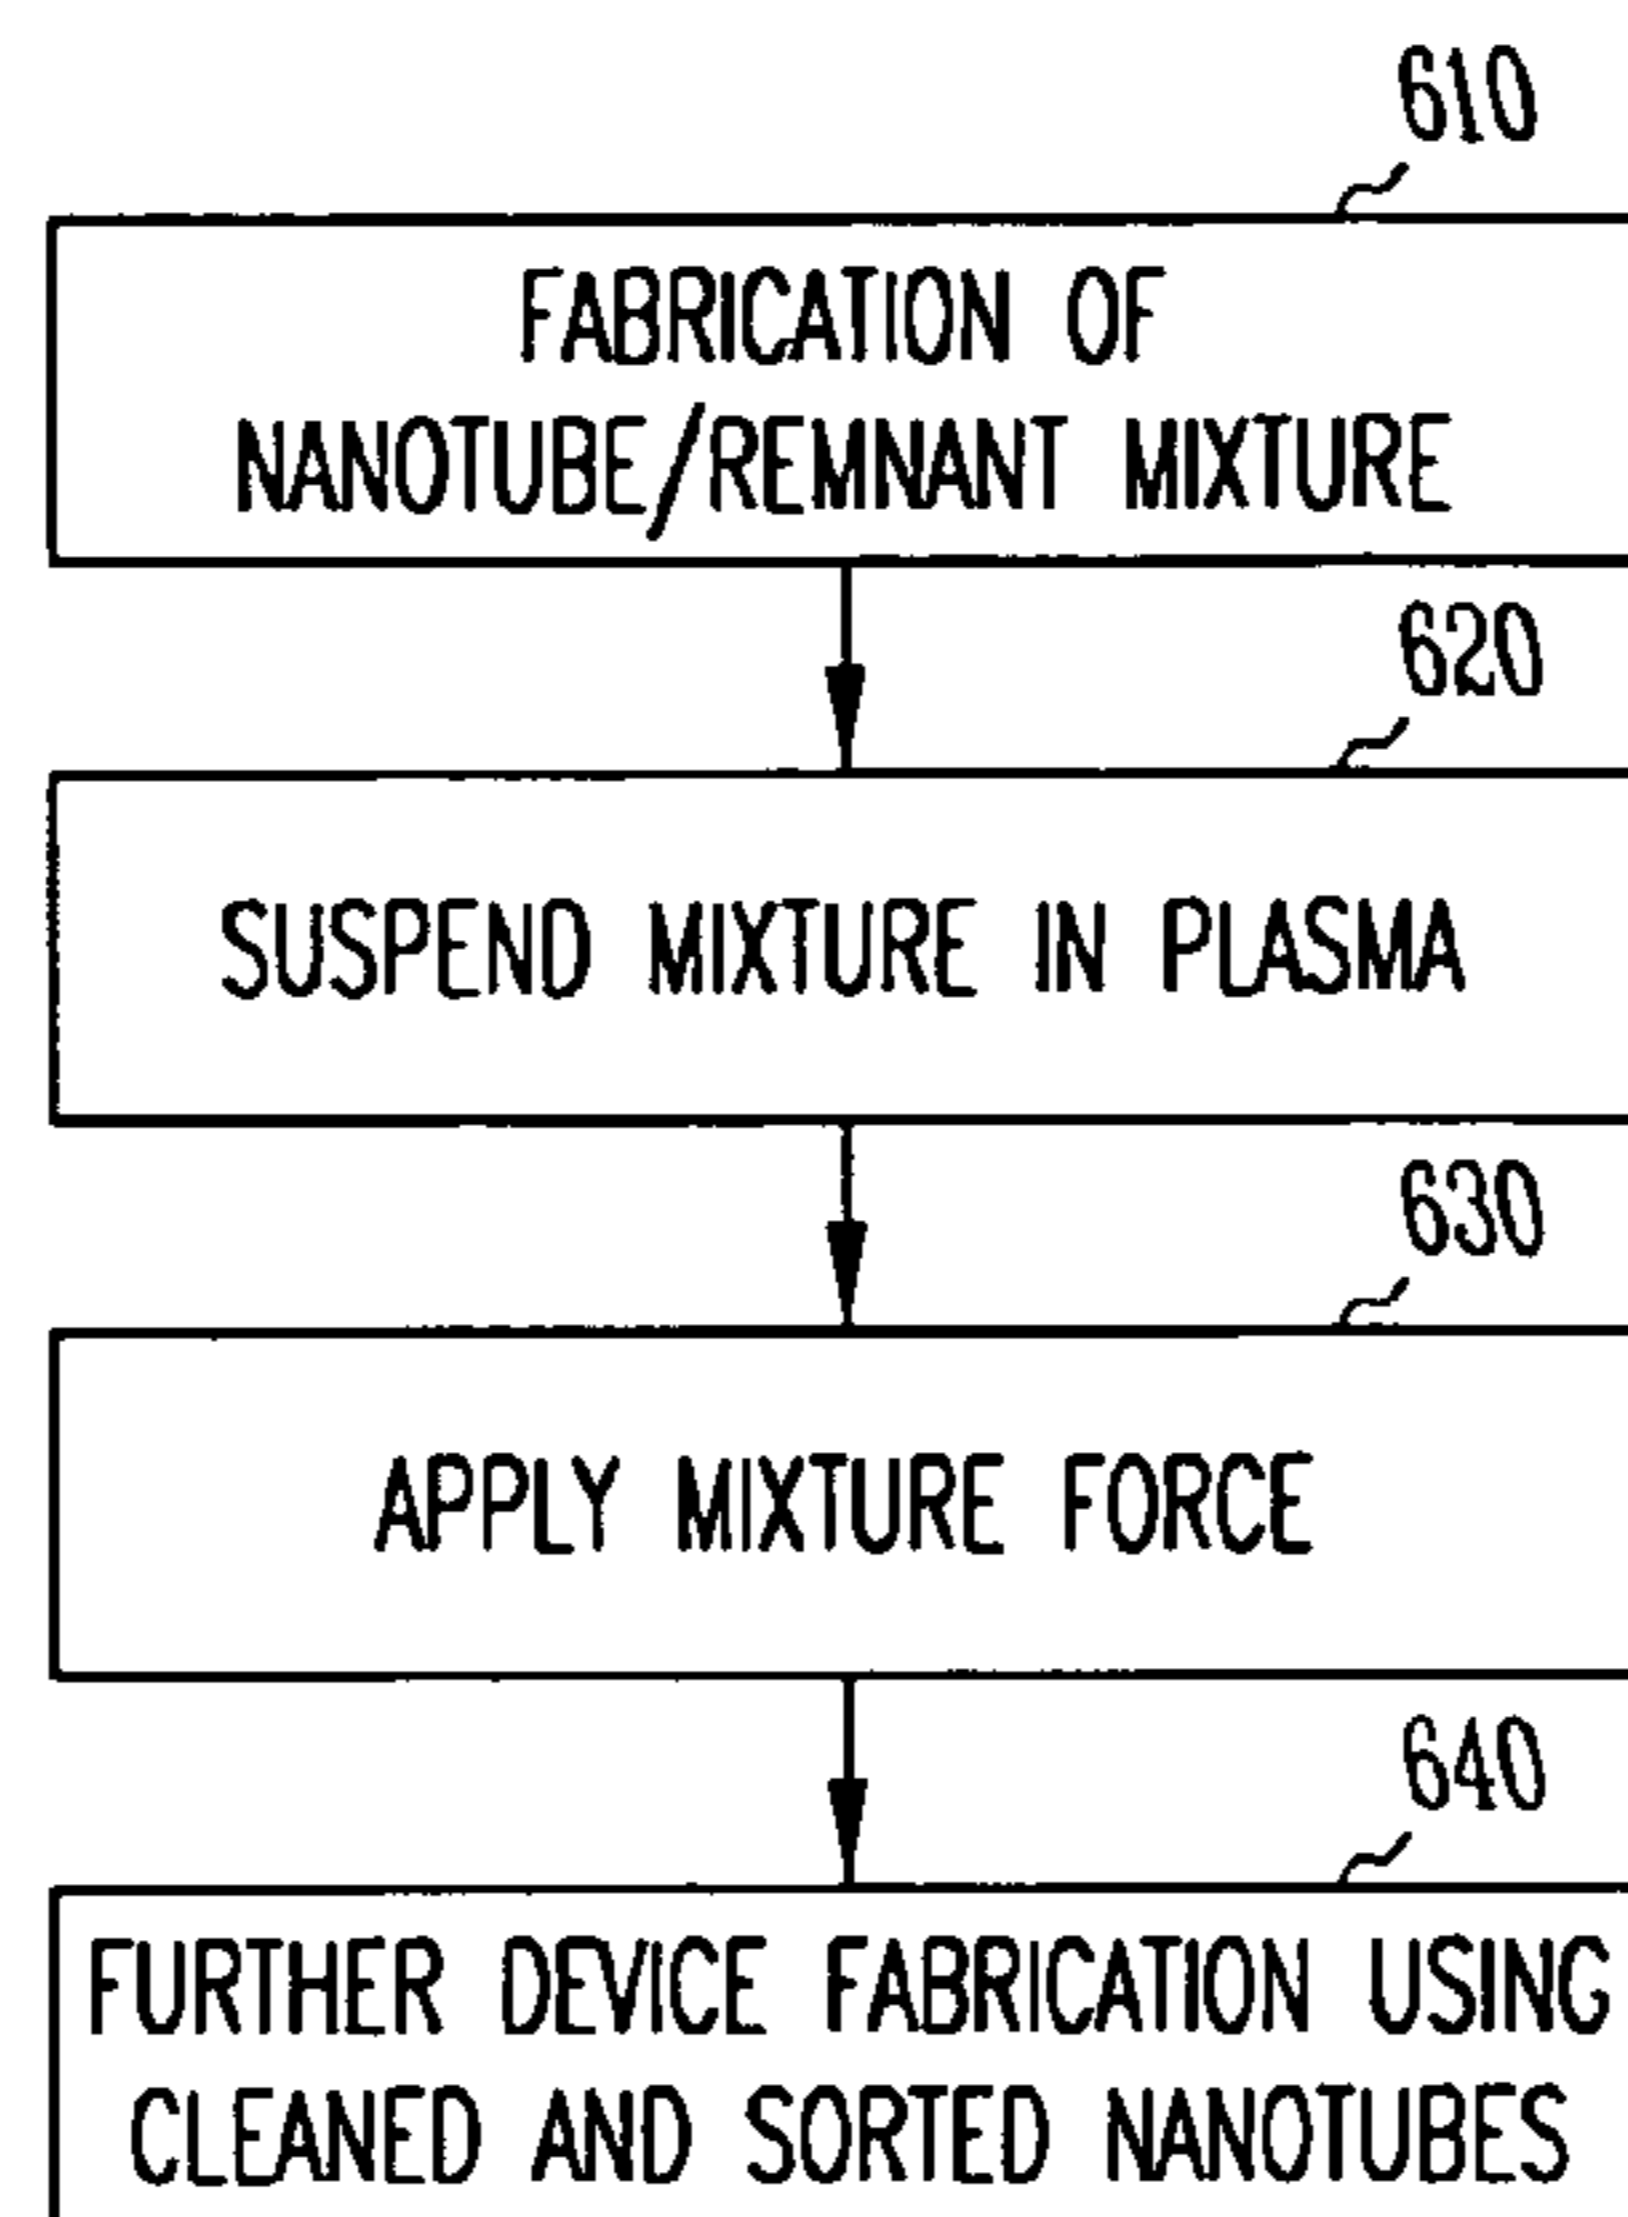 610
FABRICATION OF
NANOTUBE/REMNANT MIXTURE
620
SUSPEND MIXTURE IN PLASMA
630
APPLY MIXTURE FORCE
640
FURTHER DEVICE FABRICATION USING
CLEANED AND SORTED NANOTUBES